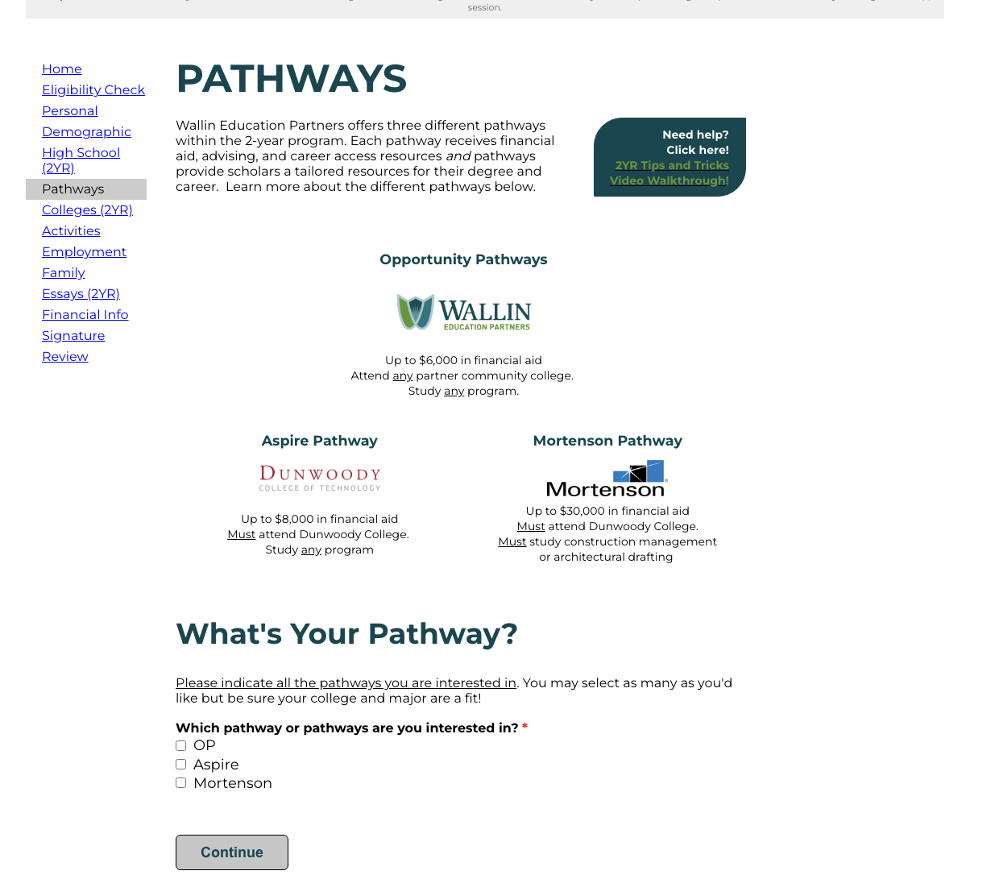 session.
Home
Eligibility Check
Personal
Demographic
High School
(2YR)
Pathways
Colleges (2YR)
Activities
Employment
Family
Essays (2YR)
Financial Info
Signature
Review
PATHWAYS
Wallin Education Partners offers three different pathways
within the 2-year program. Each pathway receives financial
aid, advising, and career access resources and pathways
provide scholars a tailored resources for their degree and
career.  Learn more about the different pathways below.
Need help?
Click here!
2YR Tips and Tricks
Video Walkthrough!
Opportunity Pathways
WALLIN
EDUCATION PARTNERS
Up to $6,000 in financial aid
Attend any partner community college.
Study any program.
Aspire Pathway
DUNWOODY
COLLEGE OF TECHNOLOGY
Up to $8,000 in financial aid
Must attend Dunwoody College.
Study any program
Mortenson Pathway
Mortenson®
Up to $30,000 in financial aid
Must attend Dunwoody College.
Must study construction management
or architectural drafting
What's Your Pathway?
Please indicate all the pathways you are interested in. You may select as many as you'd
like but be sure your college and major are a fit!
Which pathway or pathways are you interested in? *
OP
Aspire
Mortenson
Continue